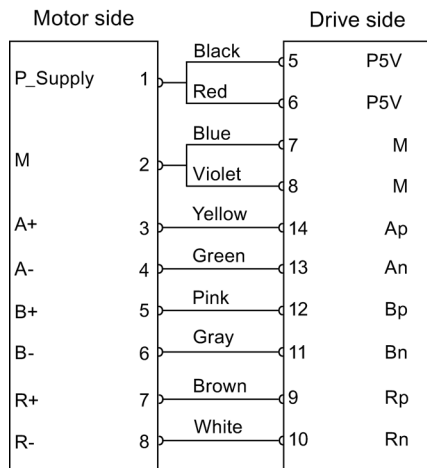 Motor side Drive side
Black 5 P5V
P_Supply 1
Red 6 P5V
Blue 7 M
M 2
Violet 8 M
A+ 3 Yellow 14 Ap
A- 4 Green 13 An
B+ 5 Pink 12 Bp
B- 6 Gray 11 Bn
R+ 7 Brown 9 Rp
R- 8 White 10 Rn